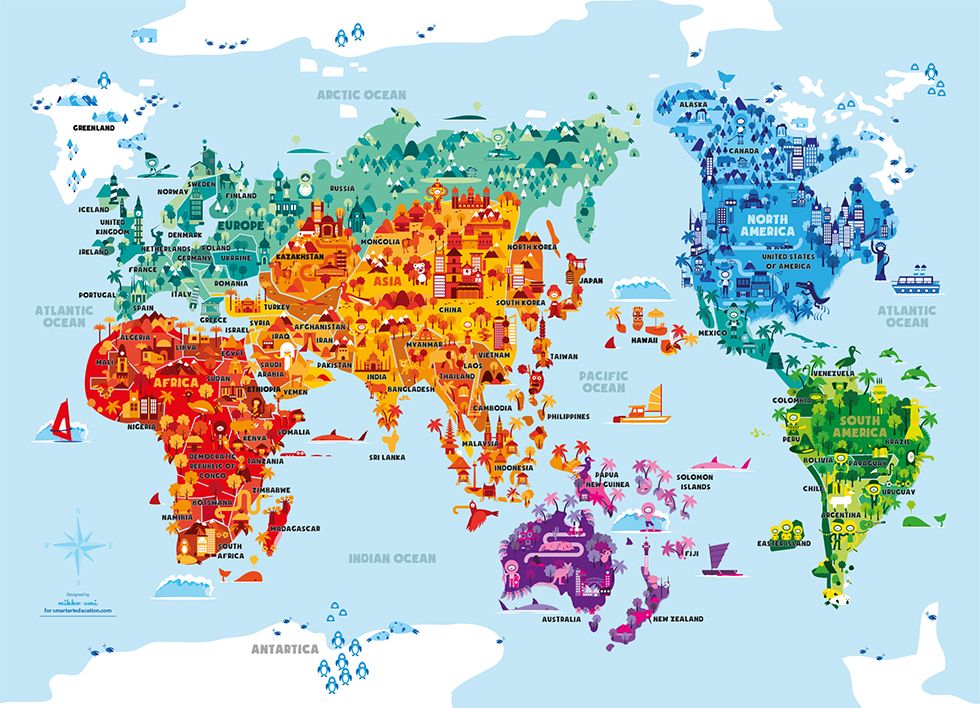 ARCTIC OCEAN
GREENLAND
ALASKA
CANADA
NORTH
AMERICA
UNITED STATES
OF AMERICA
ICELAND
NORWAY
SWEDEN
FINLAND
RUSSIA
UNITED
KINGDOM
IRELAND
DENMARK
EUROPE
NETHERLANDS
POLAND
GERMANY
UKRAINE
FRANCE
ROMANIA
PORTUGAL
SPAIN
ITALY
GREECE
TURKEY
ATLANTIC
OCEAN
KAZAKHSTAN
MONGOLIA
ASIA
CHINA
NORTH KOREA
SOUTH KOREA
JAPAN
ISRAEL
SYRIA
IRAQ
IRAN
AFGHANISTAN
SAUDI
ARABIA
YEMEN
PAKISTAN
INDIA
BANGLADESH
MYANMAR
LAOS
VIETNAM
THAILAND
CAMBODIA
TAIWAN
PHILIPPINES
MALAYSIA
INDONESIA
SRI LANKA
HAWAII
PACIFIC
OCEAN
MEXICO
ATLANTIC
OCEAN
ALGERIA
LIBYA
EGYPT
MALI
AFRICA
SUDAN
ETHIOPIA
NIGERIA
SOMALIA
KENYA
TANZANIA
DEMOCRATIC
REPUBLIC OF
CONGO
ZIMBABWE
BOTSWANA
NAMIBIA
MADAGASCAR
SOUTH
AFRICA
VENEZUELA
COLOMBIA
SOUTH
AMERICA
PERU
BRAZIL
BOLIVIA
PARAGUAY
CHILE
URUGUAY
ARGENTINA
EASTER ISLAND
PAPUA
NEW GUINEA
SOLOMON
ISLANDS
FIJI
AUSTRALIA
NEW ZEALAND
INDIAN OCEAN
N
W
E
S
Designed by
mikko umi
for smartarteducation.com
ANTARTICA